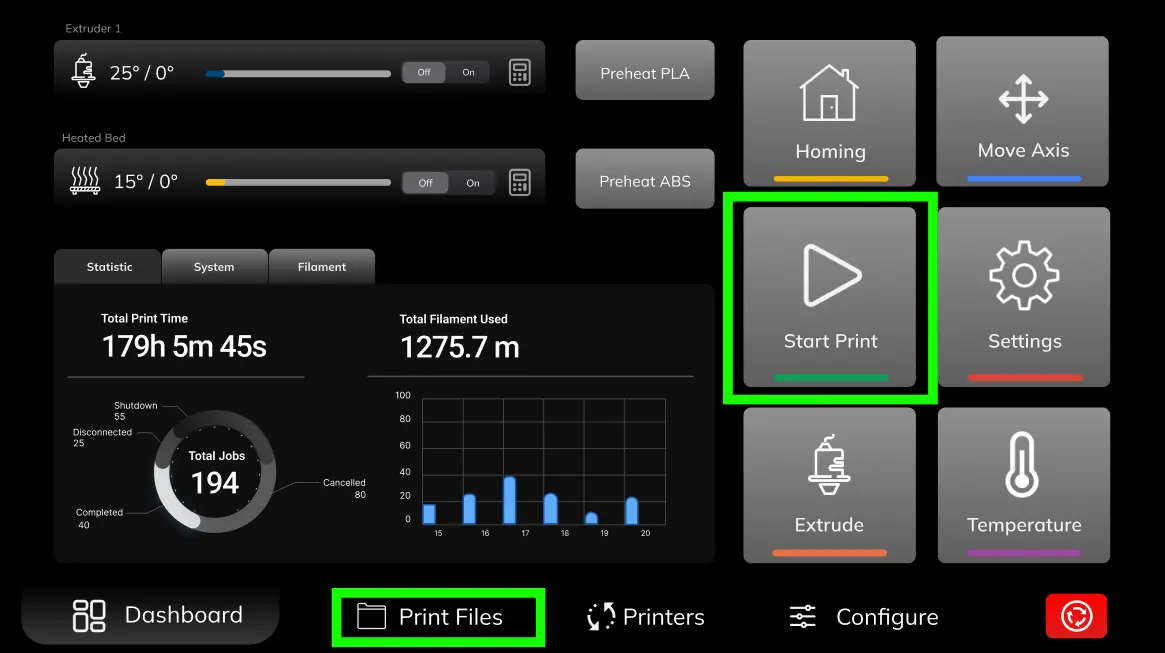 Extruder 1
25° / 0°
Off
On
Preheat PLA
Heated Bed
15° / 0°
Off
On
Preheat ABS
Homing
Move Axis
Start Print
Settings
Extrude
Temperature
Statistic
System
Filament
Total Print Time
179h 5m 45s
Total Filament Used
1275.7 m
Shutdown
55
Disconnected
25
Total Jobs
194
Cancelled
80
Completed
40
100
80
60
40
20
0
15
16
17
18
19
20
Dashboard
Print Files
Printers
Configure